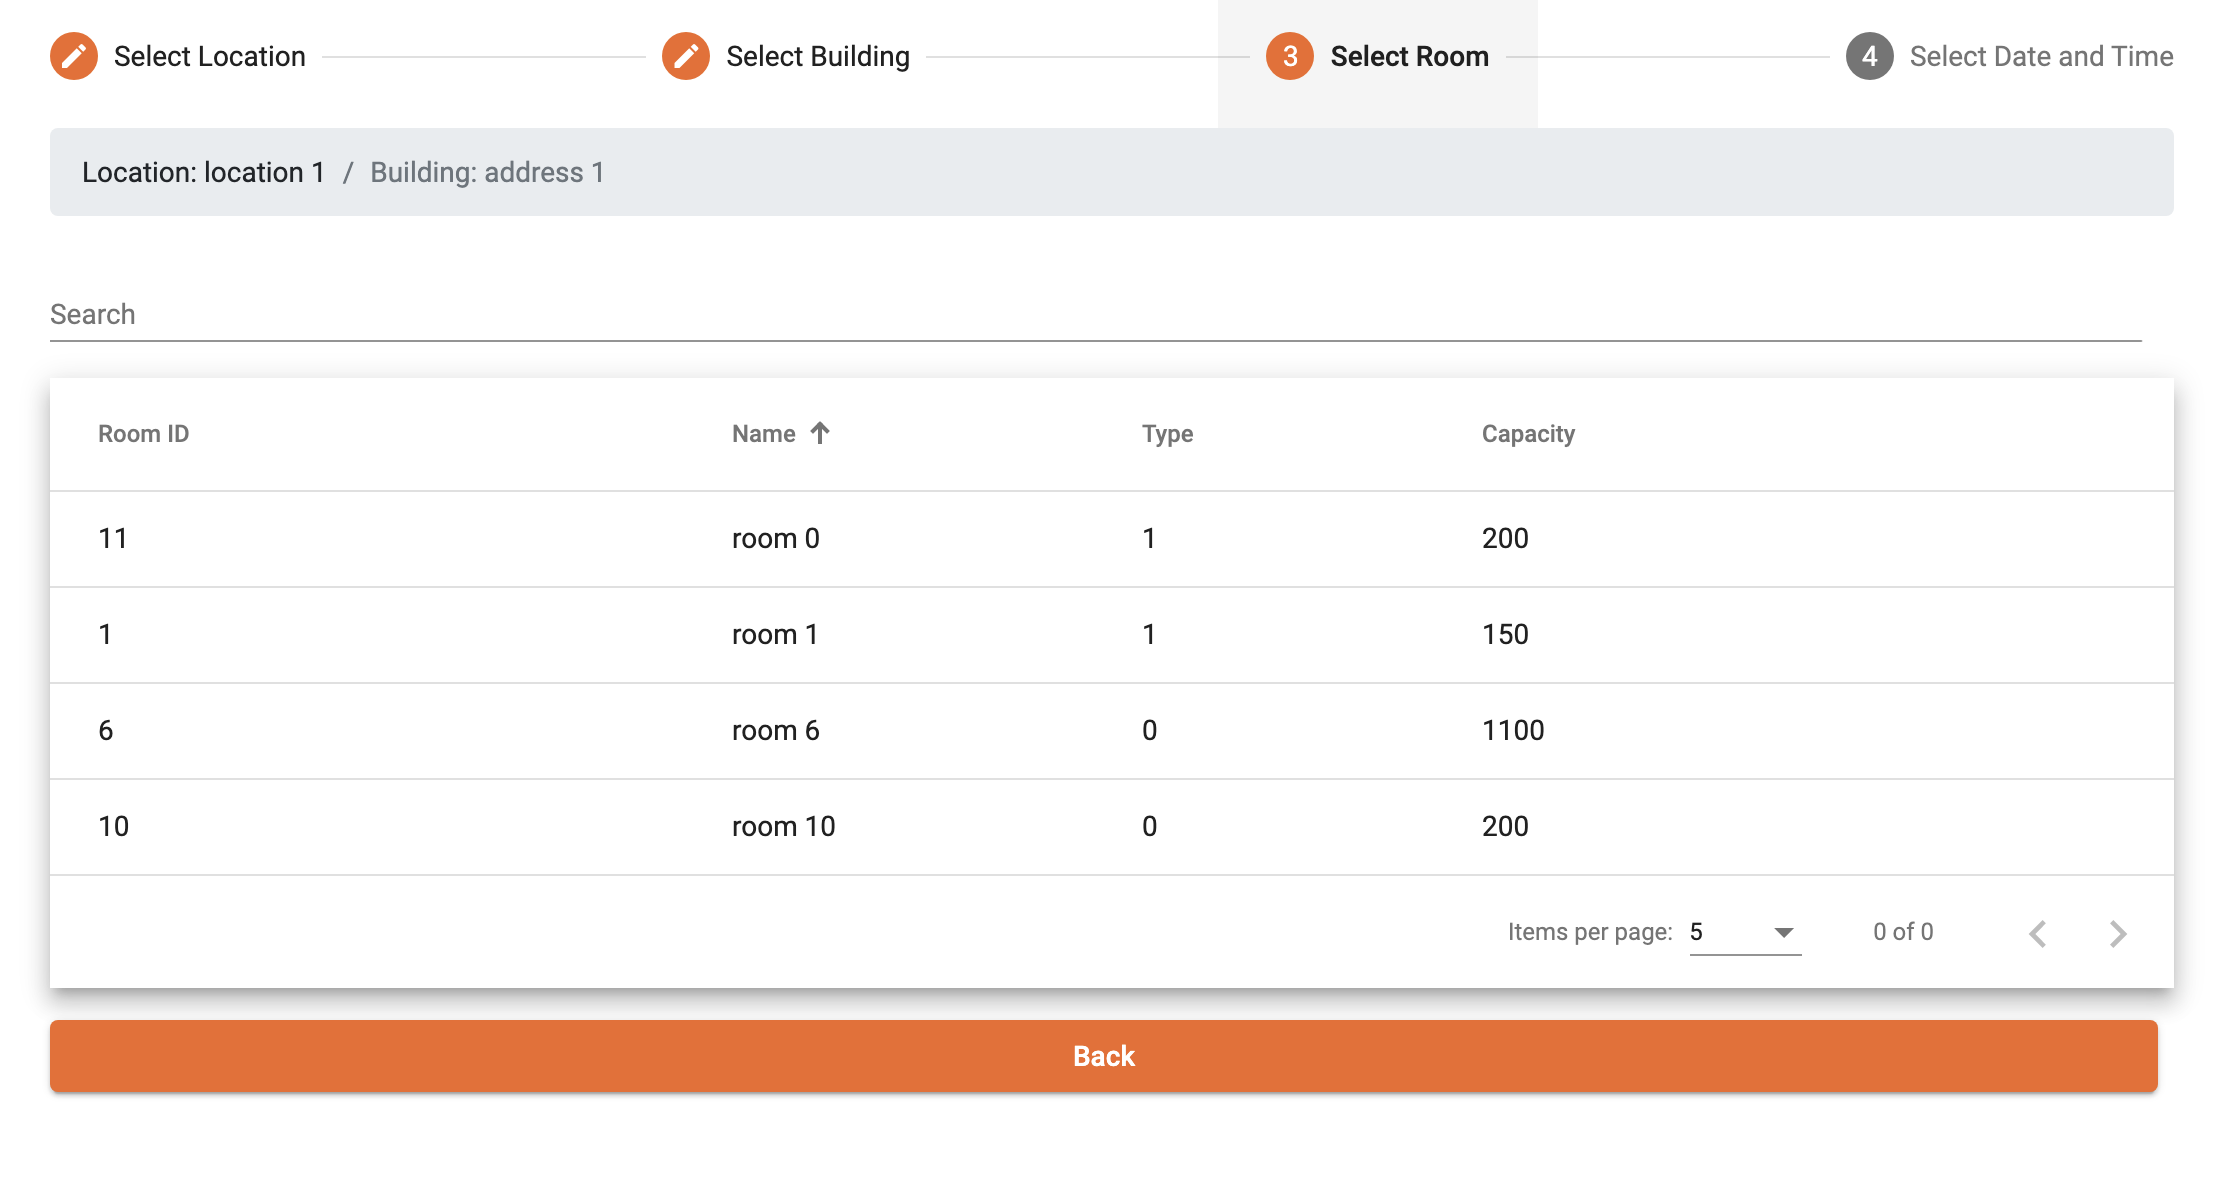 Select Location Select Building 3 Select Room 4 Select Date and Time
Location: location 1 / Building: address 1
Search
Room ID Name Type Capacity
11 room 0 1 200
1 room 1 1 150
6 room 6 0 1100
10 room 10 0 200
Items per page: 5 0 of 0
Back